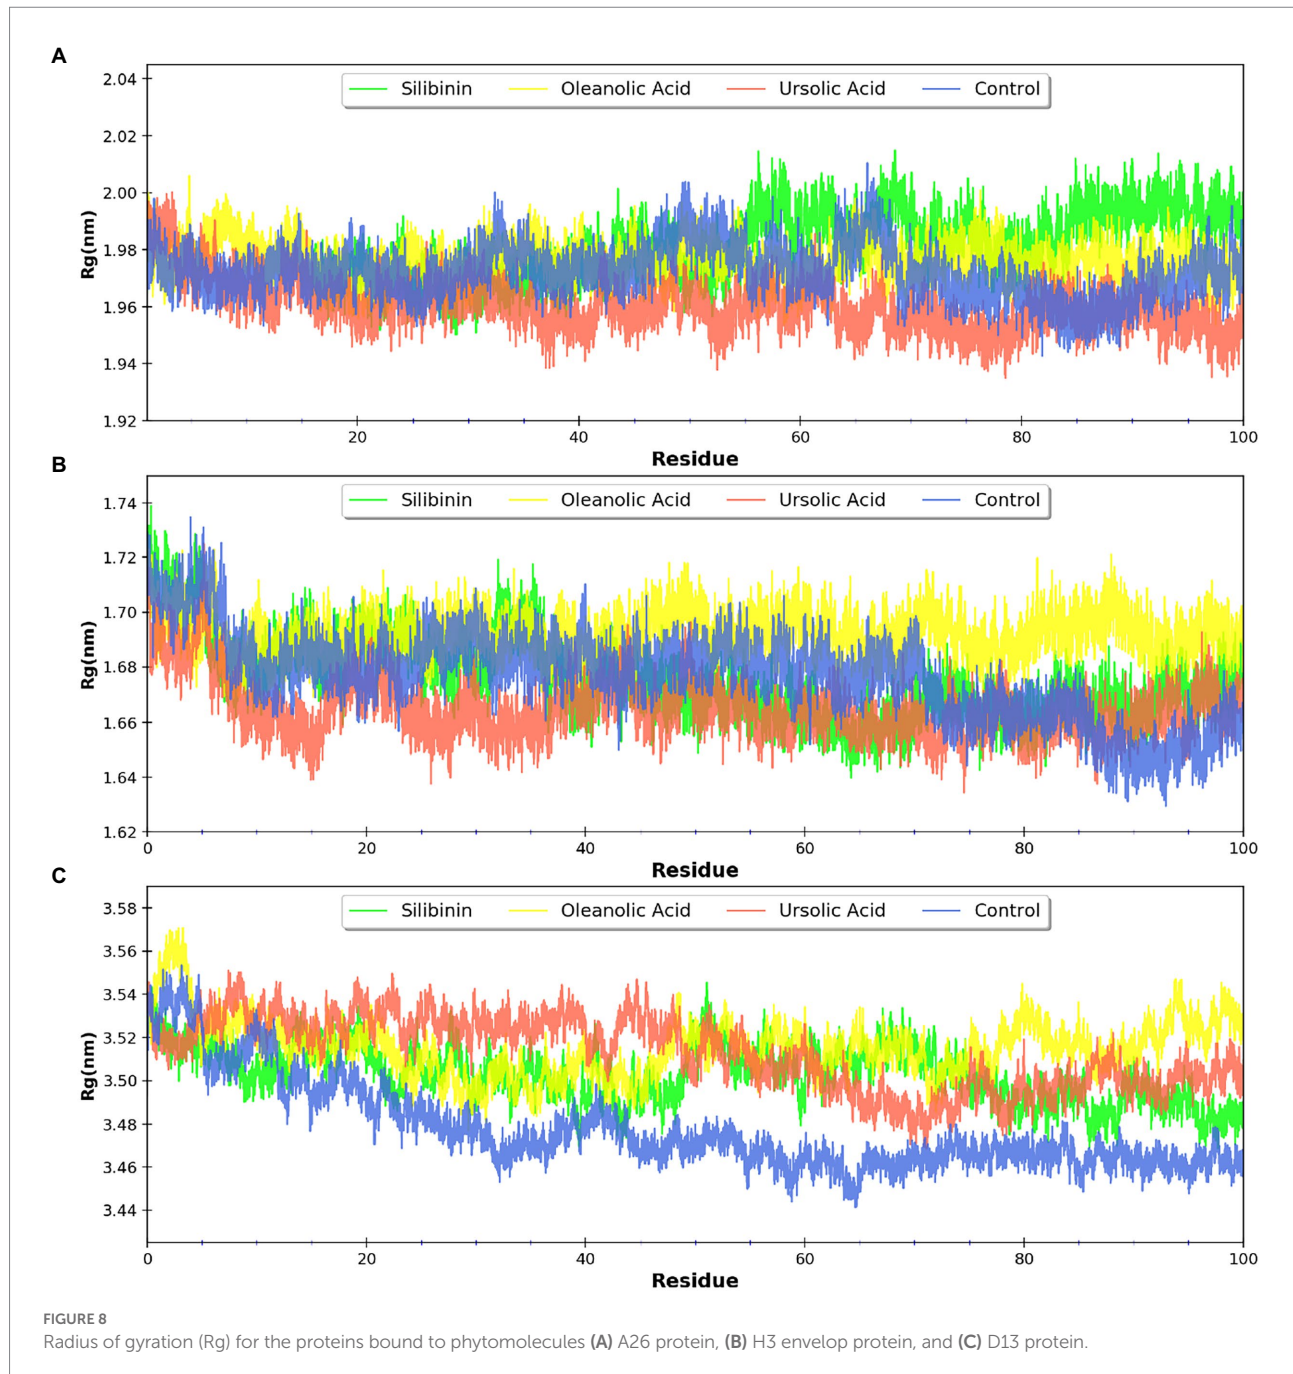 A
Silibinin Oleanolic Acid Ursolic Acid Control
Rg(nm)
2.04
2.02
2.00
1.98
1.96
1.94
1.92
20 40 60 80 100
Residue
B
Silibinin Oleanolic Acid Ursolic Acid Control
Rg(nm)
1.74
1.72
1.70
1.68
1.66
1.64
1.62
0 20 40 60 80 100
Residue
C
Silibinin Oleanolic Acid Ursolic Acid Control
Rg(nm)
3.58
3.56
3.54
3.52
3.50
3.48
3.46
3.44
0 20 40 60 80 100
Residue
FIGURE 8
Radius of gyration (Rg) for the proteins bound to phytomolecules (A) A26 protein, (B) H3 envelop protein, and (C) D13 protein.